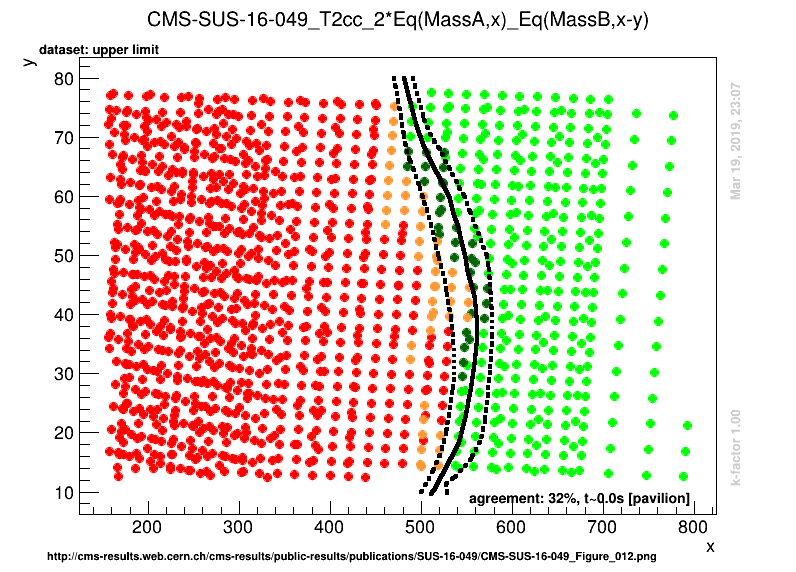 CMS-SUS-16-049_T2cc_2*Eq(MassA,x)_Eq(MassB,x-y)
dataset: upper limit
y
80
70
60
50
40
30
20
10
200 300 400 500 600 700 800
x
Mar 19, 2019, 23:07
k-factor 1.00
agreement: 32%, t~0.0s [pavilion]
http://cms-results.web.cern.ch/cms-results/public-results/publications/SUS-16-049/CMS-SUS-16-049_Figure_012.png